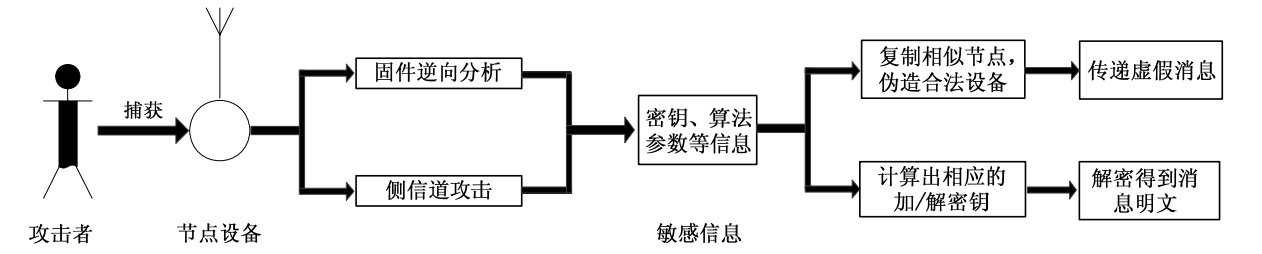 捕获
攻击者
节点设备
固件逆向分析
侧信道攻击
密钥、算法
参数等信息
敏感信息
复制相似节点，
伪造合法设备
传递虚假消息
计算出相应的
加/解密钥
解密得到消
息明文